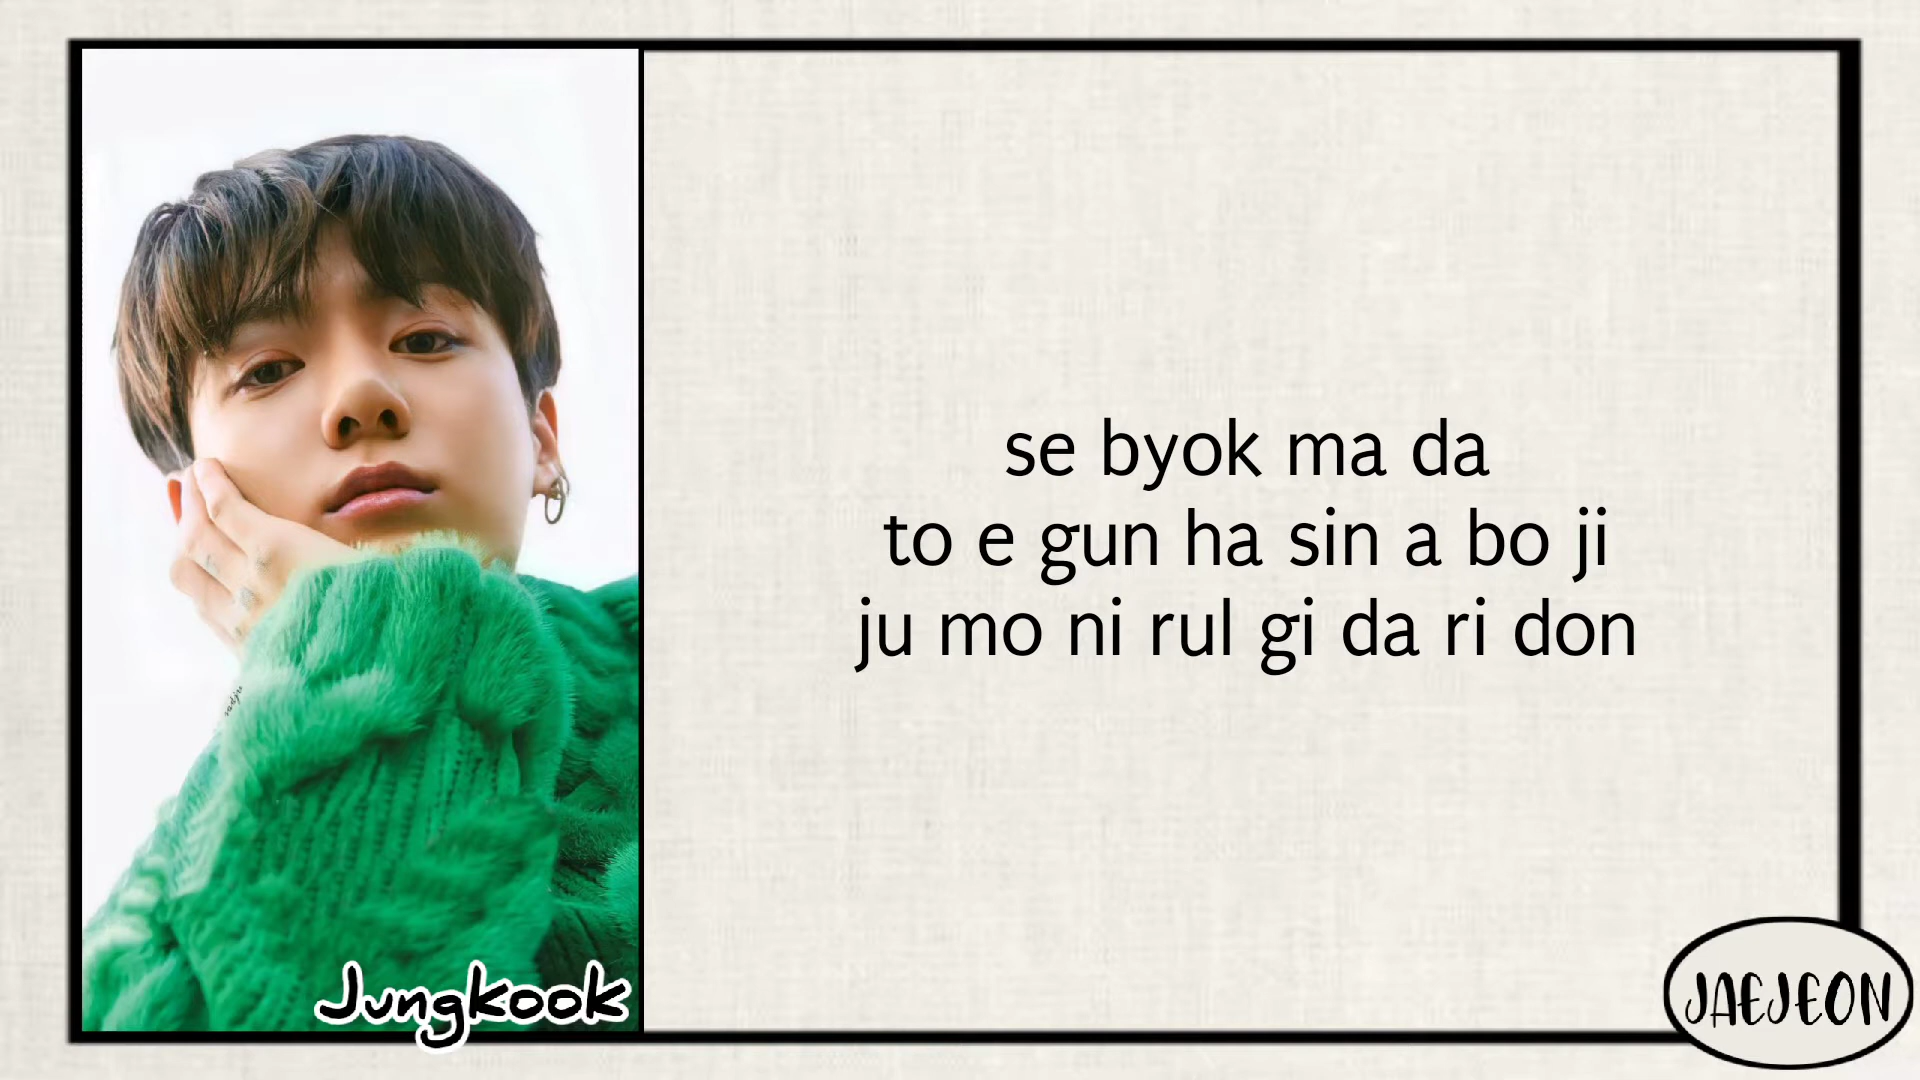 se byok ma da
to e gun ha sin a bo ji
ju mo ni rul gi da ri don
Jungkook
JAEJEON